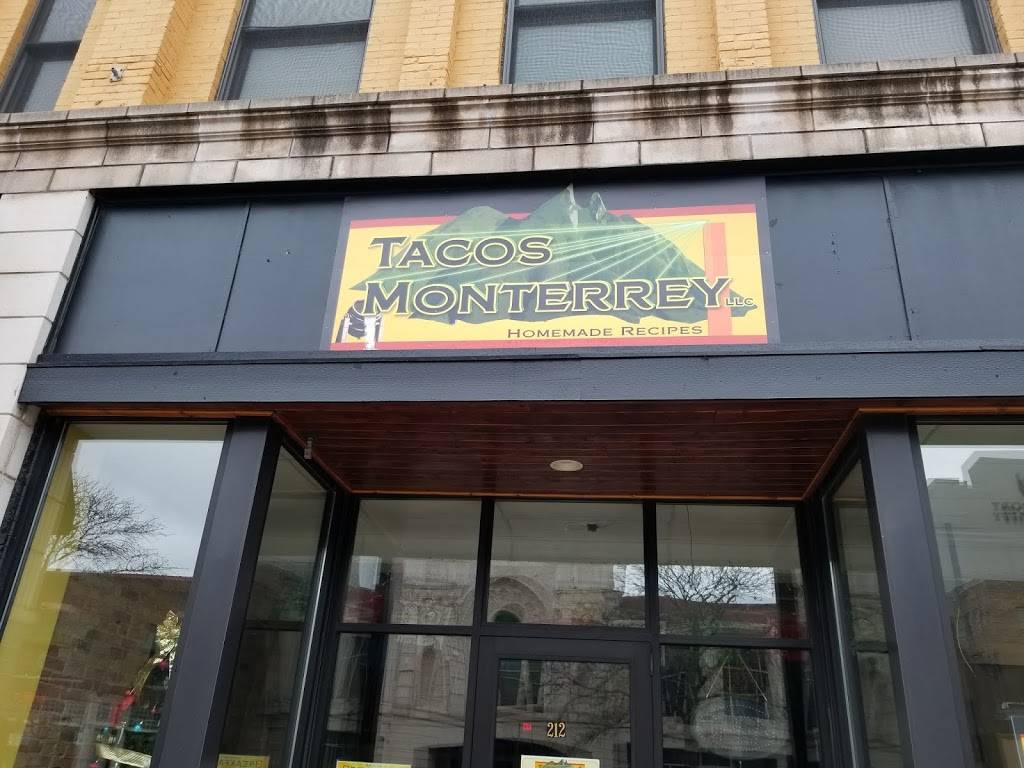 TACOS
MONTERREY LLC
HOMEMADE RECIPES
212